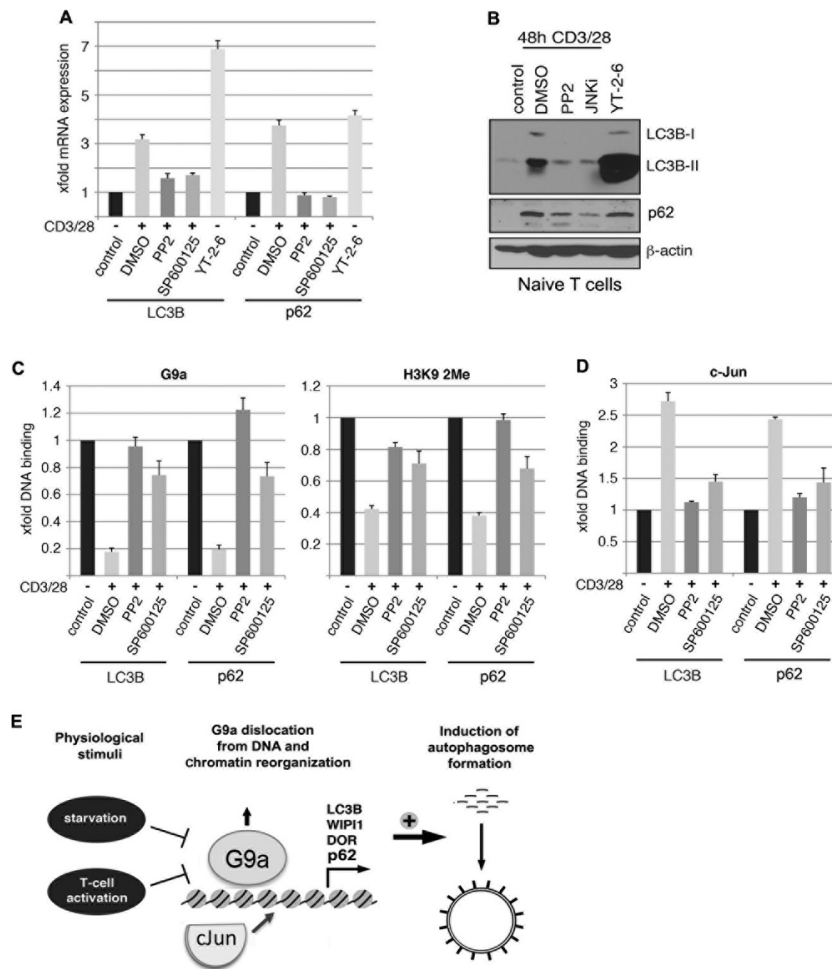 A
7
5
3
1
xfold mRNA expression
CD3/28 - + + + + - + + + +
control DMSO PP2 SP600125 YT-2-6 control DMSO PP2 SP600125 YT-2-6
LC3B p62
B
48h CD3/28
control DMSO PP2 JNKi YT-2-6
LC3B-I
LC3B-II
p62
β-actin
Naive T cells
C
G9a
1.4
1.2
1
0.8
0.6
0.4
0.2
xfold DNA binding
CD3/28 - + + + - + + +
control DMSO PP2 SP600125 control DMSO PP2 SP600125
LC3B p62
H3K9 2Me
1.2
1
0.8
0.6
0.4
0.2
- + + + - + + +
control DMSO PP2 SP600125 control DMSO PP2 SP600125
LC3B p62
D
c-Jun
3
2.5
2
1.5
1
0.5
xfold DNA binding
CD3/28 - + + + - + + +
control DMSO PP2 SP600125 control DMSO PP2 SP600125
LC3B p62
E
Physiological
stimuli
starvation
T-cell
activation
G9a dislocation
from DNA and
chromatin reorganization
G9a
cJun
LC3B
WIPI1
DOR
p62
+
Induction of
autophagosome
formation